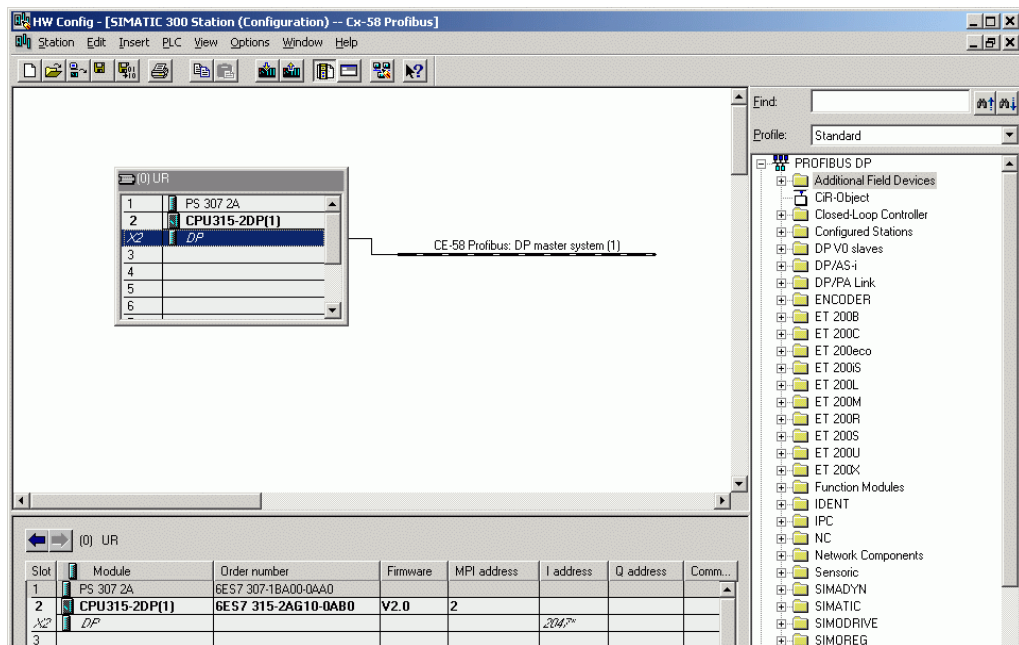 HW Config - [SIMATIC 300 Station (Configuration) -- Cx-58 Profibus]
Station Edit Insert PLC View Options Window Help
Find:
Profile: Standard
(0) UR
1 PS 307 2A
2 CPU315-2DP(1)
X2 DP
3
4
5
6
CE-58 Profibus: DP master system (1)
PROFIBUS DP
Additional Field Devices
CiR-Object
Closed-Loop Controller
Configured Stations
DP V0 slaves
DP/AS-i
DP/PA Link
ENCODER
ET 200B
ET 200C
ET 200eco
ET 200iS
ET 200L
ET 200M
ET 200R
ET 200S
ET 200U
ET 200X
Function Modules
IDENT
IPC
NC
Network Components
Sensoric
SIMADYN
SIMATIC
SIMODRIVE
SIMOREG
(0) UR
Slot Module Order number Firmware MPI address I address Q address Comm...
1 PS 307 2A 6ES7 307-1BA00-0AA0
2 CPU315-2DP(1) 6ES7 315-2AG10-0AB0 V2.0 2
X2 DP 2047*
3